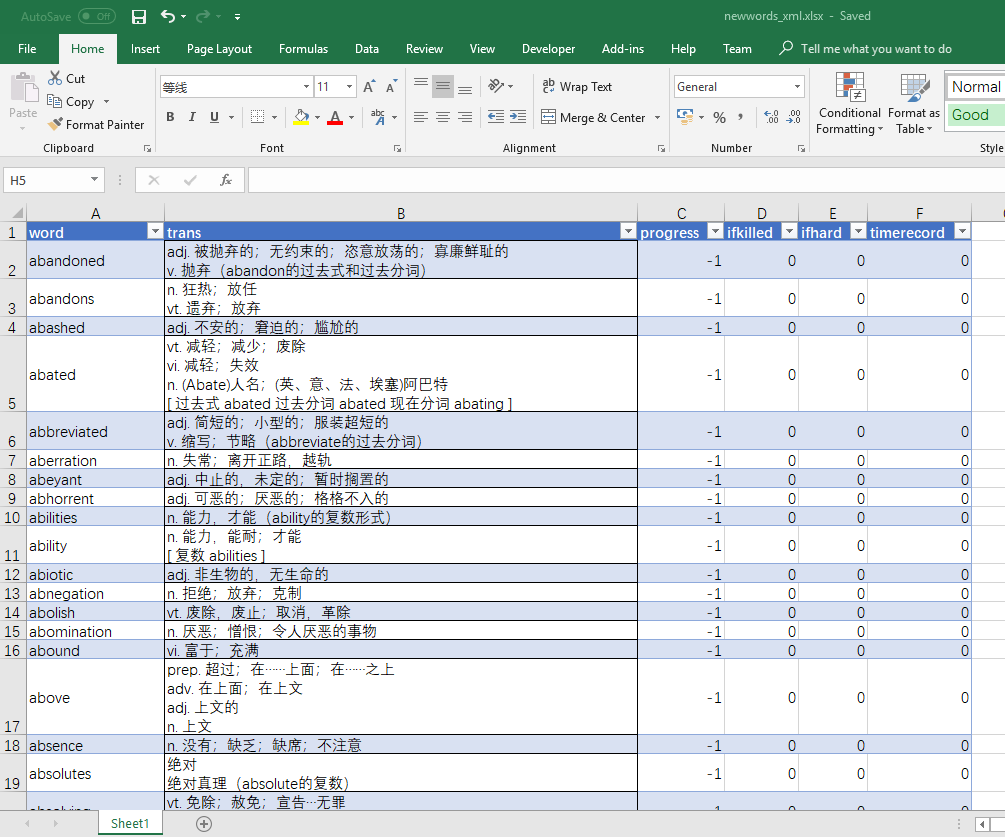 AutoSave Off newwords_xml.xlsx - Saved
File Home Insert Page Layout Formulas Data Review View Developer Add-ins Help Team Tell me what you want to do
Paste Cut 等线 11 A A ab Wrap Text General Conditional Formatting Format as Table Normal
Copy B I U A abc A Merge & Center % , .00 .00 Good
Format Painter
Clipboard Font Alignment Number Style
H5 fx
A B C D E F
1 word trans progress ifkilled ifhard timerecord
2 abandoned adj. 被抛弃的；无约束的；恣意放荡的；寡廉鲜耻的 -1 0 0 0
v. 抛弃（abandon的过去式和过去分词）
3 abandons n. 狂热；放任 -1 0 0 0
vt. 遗弃；放弃
4 abashed adj. 不安的；窘迫的；尴尬的 -1 0 0 0
5 abated vt. 减轻；减少；废除 -1 0 0 0
vi. 减轻；失效
n. (Abate)人名；(英、意、法、埃塞)阿巴特
[ 过去式 abated 过去分词 abated 现在分词 abating ]
6 abbreviated adj. 简短的；小型的；服装超短的 -1 0 0 0
v. 缩写；节略（abbreviate的过去分词）
7 aberration n. 失常；离开正路，越轨 -1 0 0 0
8 abeyant adj. 中止的，未定的；暂时搁置的 -1 0 0 0
9 abhorrent adj. 可恶的；厌恶的；格格不入的 -1 0 0 0
10 abilities n. 能力，才能（ability的复数形式） -1 0 0 0
11 ability n. 能力，能耐；才能 -1 0 0 0
[ 复数 abilities ]
12 abiotic adj. 非生物的，无生命的 -1 0 0 0
13 abnegation n. 拒绝；放弃；克制 -1 0 0 0
14 abolish vt. 废除，废止；取消，革除 -1 0 0 0
15 abomination n. 厌恶；憎恨；令人厌恶的事物 -1 0 0 0
16 abound vi. 富于；充满 -1 0 0 0
17 above prep. 超过；在……上面；在……之上 -1 0 0 0
adv. 在上面；在上文
adj. 上文的
n. 上文
18 absence n. 没有；缺乏；缺席；不注意 -1 0 0 0
19 absolutes 绝对 -1 0 0 0
绝对真理（absolute的复数）
absolving vt. 免除；赦免；宣告…无罪 -1 0 0 0
Sheet1